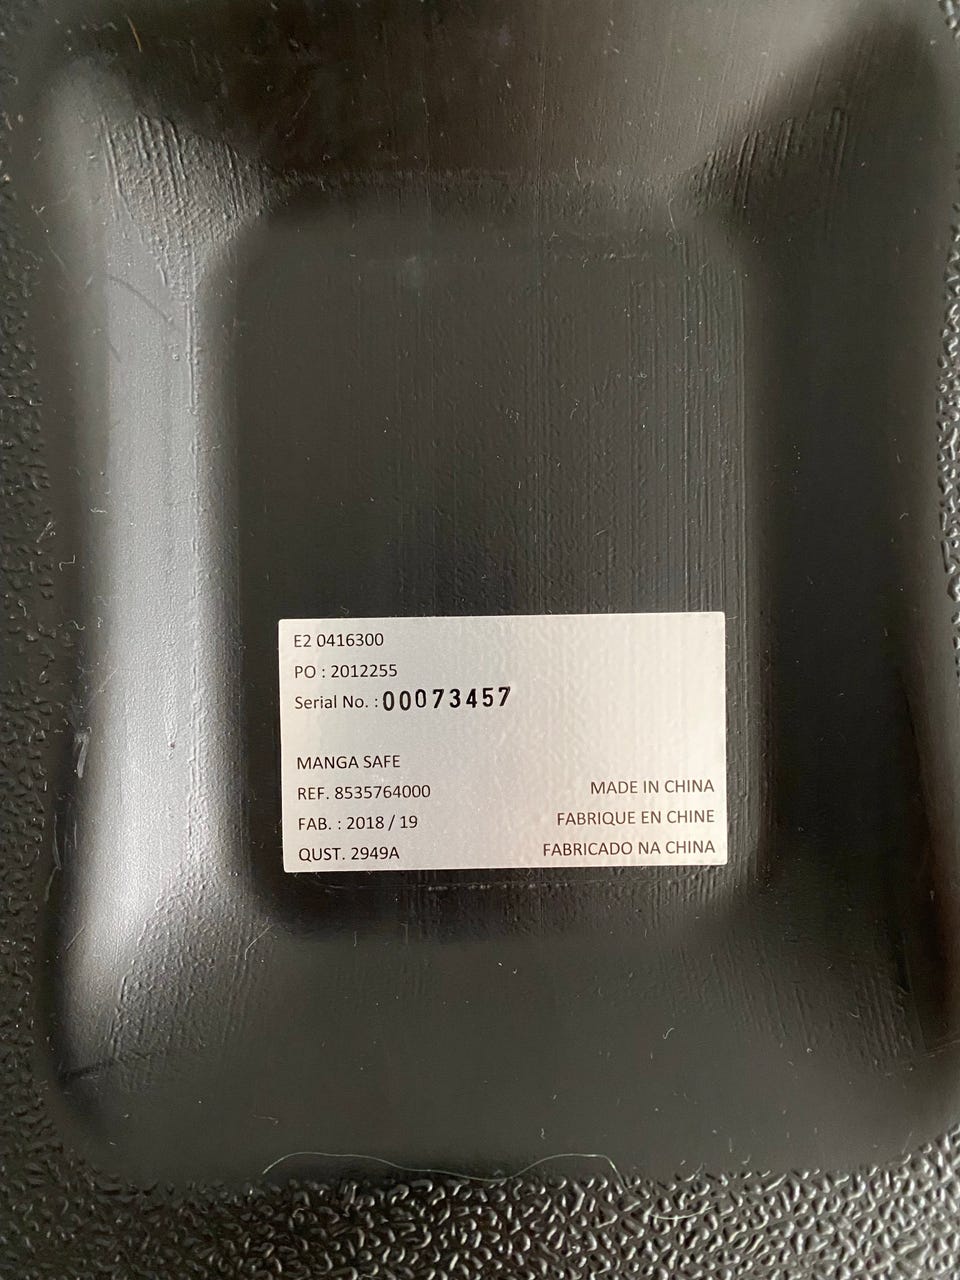 E2 0416300
PO : 2012255
Serial No. : 00073457
MANGA SAFE
REF. 8535764000
MADE IN CHINA
FAB. : 2018 / 19
FABRIQUE EN CHINE
QUST. 2949A
FABRICADO NA CHINA